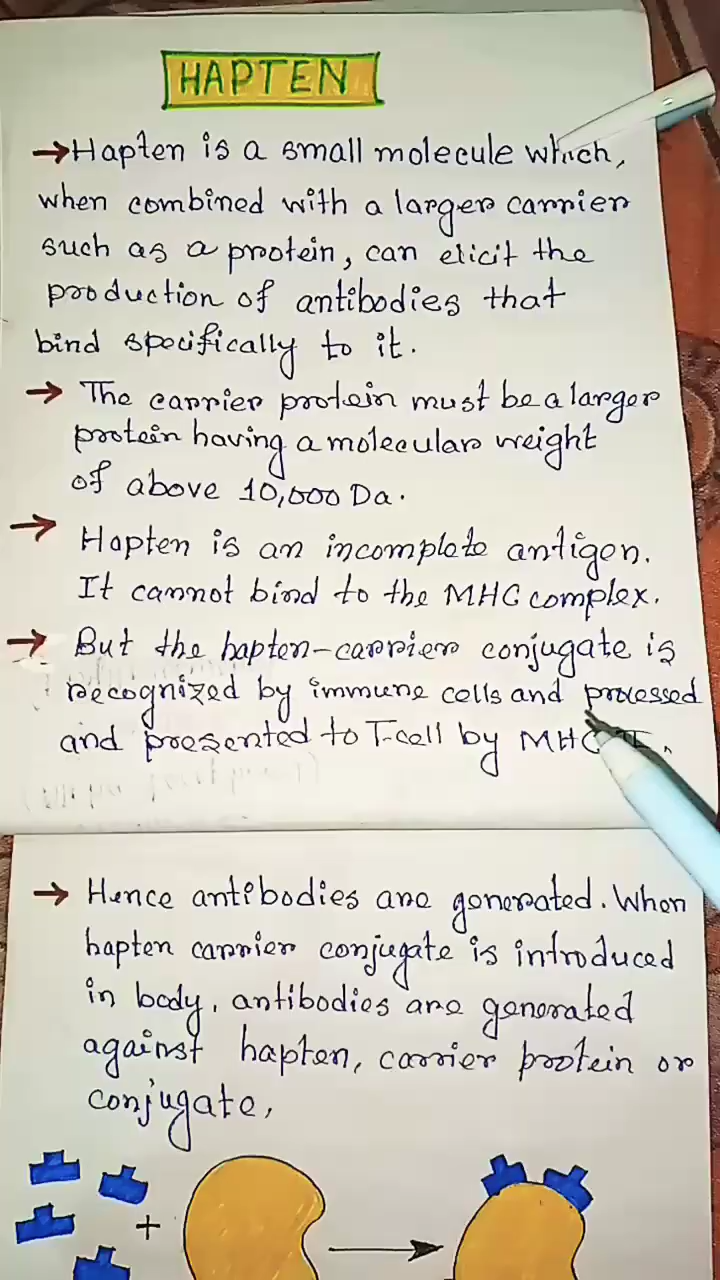 HAPTEN
→Hapten is a small molecule which,
when combined with a larger carrier
such as a protein, can elicit the
production of antibodies that
bind specifically to it.
→ The carrier protein must be a larger
protein having a molecular weight
of above 10,000 Da.
→ Hapten is an incomplete antigen.
It cannot bind to the MHC complex.
→ But the hapten-carrier conjugate is
recognized by immune cells and processed
and presented to T-cell by MHC II.
→ Hence antibodies are generated. When
hapten carrier conjugate is introduced
in body, antibodies are generated
against hapten, carrier protein or
conjugate,
+ →